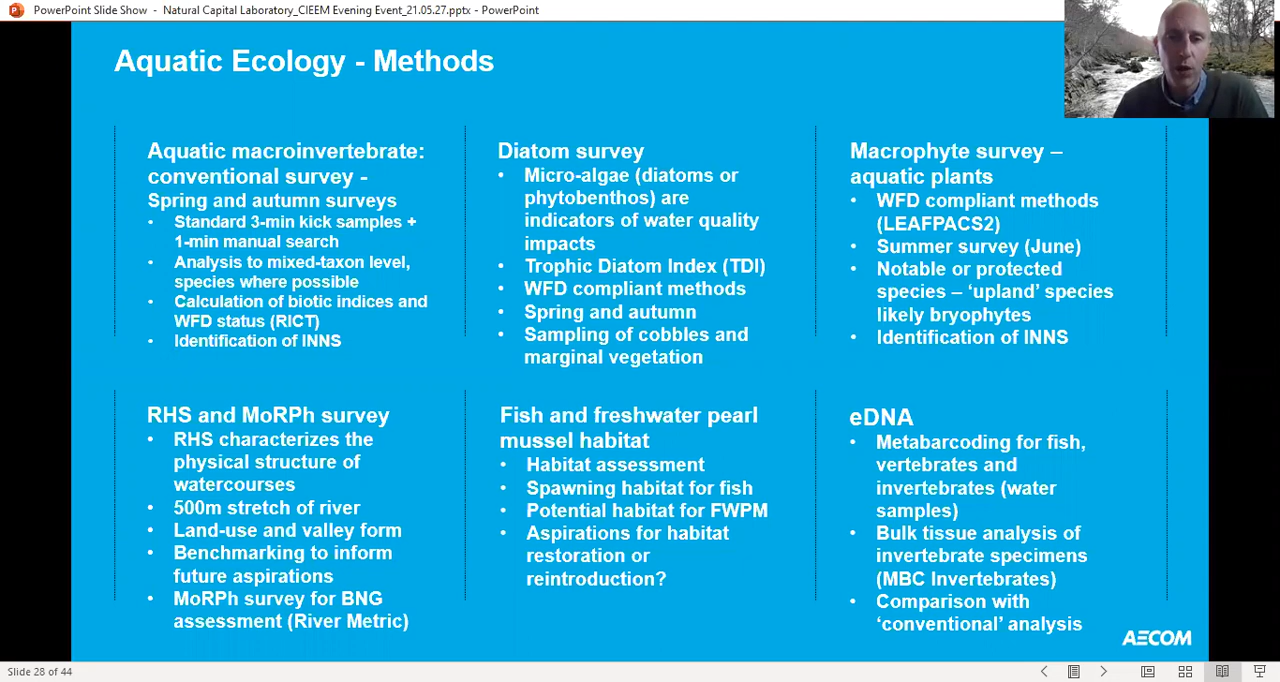 PowerPoint Slide Show - Natural Capital Laboratory_CIEEM Evening Event_21.05.27.pptx - PowerPoint
Aquatic Ecology - Methods
Aquatic macroinvertebrate:
conventional survey -
Spring and autumn surveys
• Standard 3-min kick samples +
1-min manual search
• Analysis to mixed-taxon level,
species where possible
• Calculation of biotic indices and
WFD status (RICT)
• Identification of INNS
Diatom survey
• Micro-algae (diatoms or
phytobenthos) are
indicators of water quality
impacts
• Trophic Diatom Index (TDI)
• WFD compliant methods
• Spring and autumn
• Sampling of cobbles and
marginal vegetation
Macrophyte survey –
aquatic plants
• WFD compliant methods
(LEAFPACS2)
• Summer survey (June)
• Notable or protected
species – ‘upland’ species
likely bryophytes
• Identification of INNS
RHS and MoRPh survey
• RHS characterizes the
physical structure of
watercourses
• 500m stretch of river
• Land-use and valley form
• Benchmarking to inform
future aspirations
• MoRPh survey for BNG
assessment (River Metric)
Fish and freshwater pearl
mussel habitat
• Habitat assessment
• Spawning habitat for fish
• Potential habitat for FWPM
• Aspirations for habitat
restoration or
reintroduction?
eDNA
• Metabarcoding for fish,
vertebrates and
invertebrates (water
samples)
• Bulk tissue analysis of
invertebrate specimens
(MBC Invertebrates)
• Comparison with
‘conventional’ analysis
AECOM
Slide 28 of 44